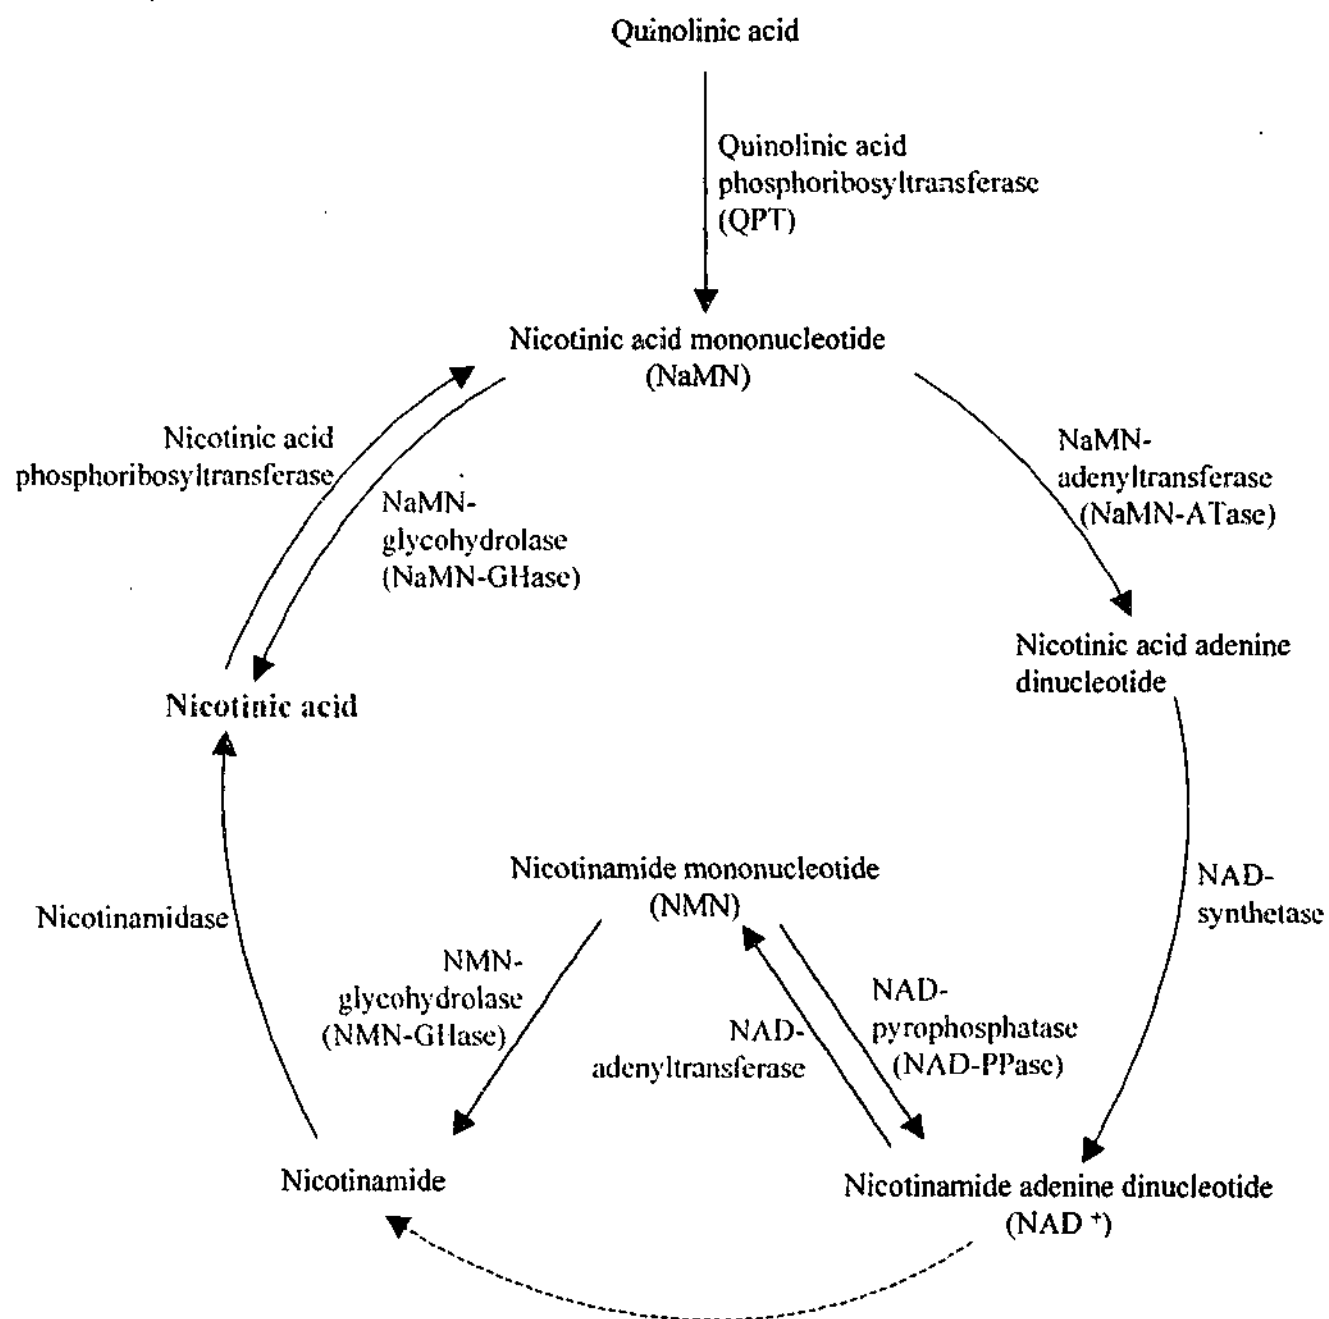 Quinolinic acid
Quinolinic acid
phosphoribosyltransferase
(QPT)
Nicotinic acid mononucleotide
(NaMN)
Nicotinic acid
phosphoribosyltransferase
NaMN-
glycohydrolase
(NaMN-GHase)
NaMN-
adenyltransferase
(NaMN-ATase)
Nicotinic acid adenine
dinucleotide
Nicotinic acid
Nicotinamide mononucleotide
(NMN)
NAD-
synthetase
Nicotinamidase
NMN-
glycohydrolase
(NMN-GHase)
NAD-
adenyltransferase
NAD-
pyrophosphatase
(NAD-PPase)
Nicotinamide
Nicotinamide adenine dinucleotide
(NAD +)